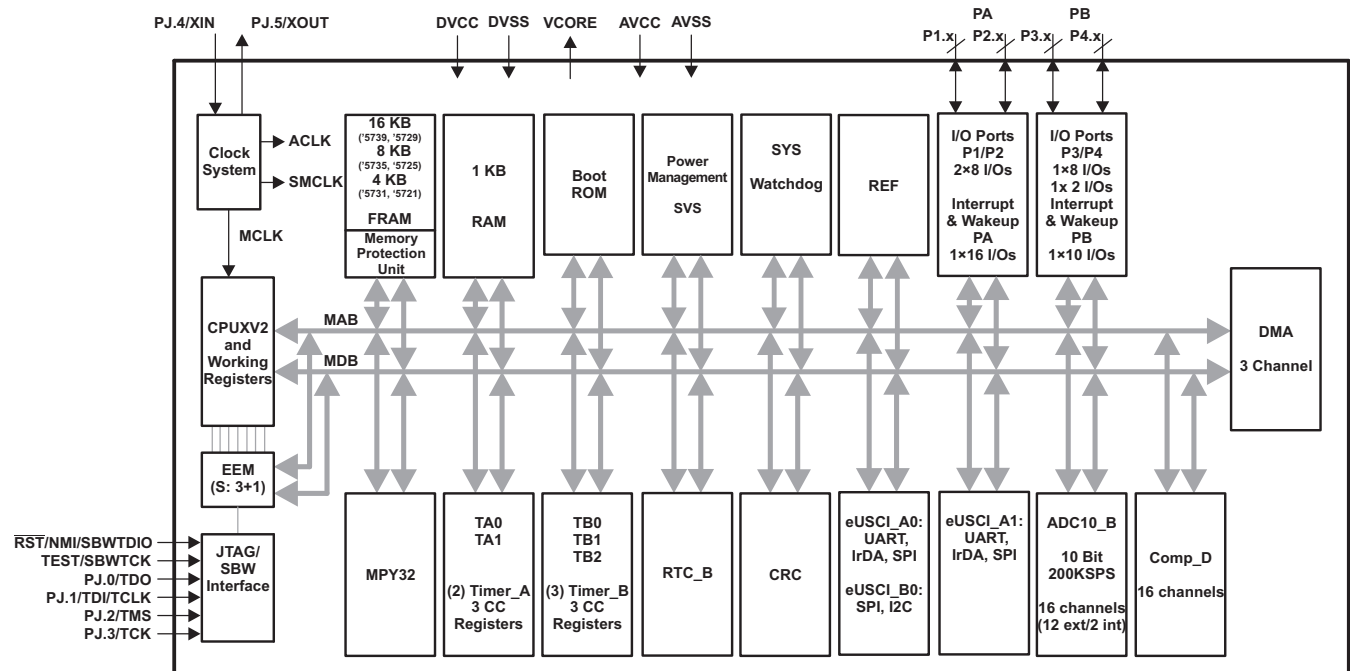 PJ.4/XIN
PJ.5/XOUT
DVCC
DVSS
VCORE
AVCC
AVSS
PA
P1.x
P2.x
PB
P3.x
P4.x
Clock
System
ACLK
SMCLK
MCLK
16 KB
('5739, '5729)
8 KB
('5735, '5725)
4 KB
('5731, '5721)
FRAM
Memory
Protection
Unit
1 KB
RAM
Boot
ROM
Power
Management
SVS
SYS
Watchdog
REF
I/O Ports
P1/P2
2×8 I/Os
Interrupt
& Wakeup
PA
1×16 I/Os
I/O Ports
P3/P4
1×8 I/Os
1x 2 I/Os
Interrupt
& Wakeup
PB
1×10 I/Os
CPUXV2
and
Working
Registers
MAB
MDB
DMA
3 Channel
EEM
(S: 3+1)
RST/NMI/SBWTDIO
TEST/SBWTCK
PJ.0/TDO
PJ.1/TDI/TCLK
PJ.2/TMS
PJ.3/TCK
JTAG/
SBW
Interface
MPY32
TA0
TA1
(2) Timer_A
3 CC
Registers
TB0
TB1
TB2
(3) Timer_B
3 CC
Registers
RTC_B
CRC
eUSCI_A0:
UART,
IrDA, SPI
eUSCI_B0:
SPI, I2C
eUSCI_A1:
UART,
IrDA, SPI
ADC10_B
10 Bit
200KSPS
16 channels
(12 ext/2 int)
Comp_D
16 channels